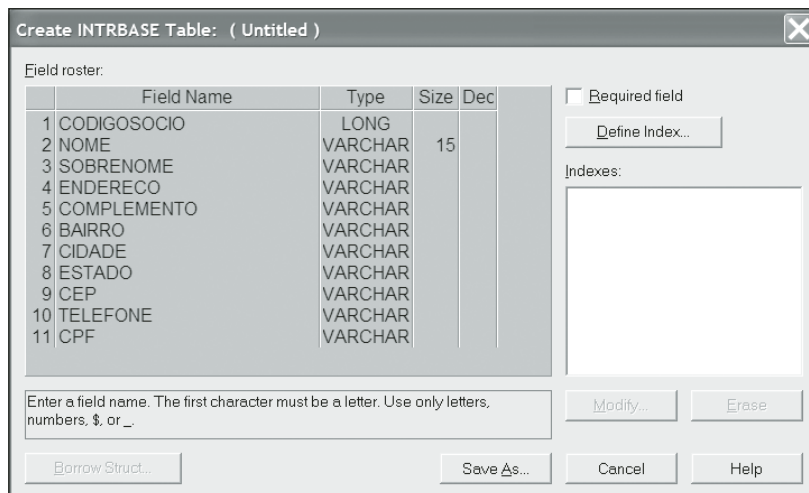 Create INTRBASE Table: ( Untitled )
Field roster:
Field Name Type Size Dec
1 CODIGOSOCIO LONG
2 NOME VARCHAR 15
3 SOBRENOME VARCHAR
4 ENDERECO VARCHAR
5 COMPLEMENTO VARCHAR
6 BAIRRO VARCHAR
7 CIDADE VARCHAR
8 ESTADO VARCHAR
9 CEP VARCHAR
10 TELEFONE VARCHAR
11 CPF VARCHAR
Required field
Define Index...
Indexes:
Enter a field name. The first character must be a letter. Use only letters,
numbers, $, or _.
Modify...
Erase
Borrow Struct...
Save As...
Cancel
Help